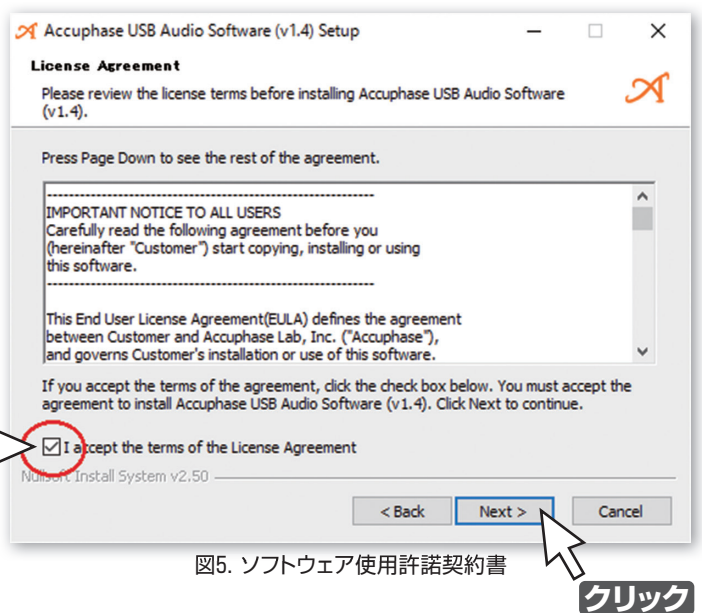 Accuphase USB Audio Software (v1.4) Setup
License Agreement
Please review the license terms before installing Accuphase USB Audio Software
(v1.4).
Press Page Down to see the rest of the agreement.
--------------------------------------------------------------
IMPORTANT NOTICE TO ALL USERS
Carefully read the following agreement before you
(hereinafter "Customer") start copying, installing or using
this software.
--------------------------------------------------------------
This End User License Agreement(EULA) defines the agreement
between Customer and Accuphase Lab, Inc. ("Accuphase"),
and governs Customer's installation or use of this software.
If you accept the terms of the agreement, click the check box below. You must accept the
agreement to install Accuphase USB Audio Software (v1.4). Click Next to continue.
I accept the terms of the License Agreement
Nullsoft Install System v2.50
< Back Next > Cancel
図5. ソフトウェア使用許諾契約書
クリック